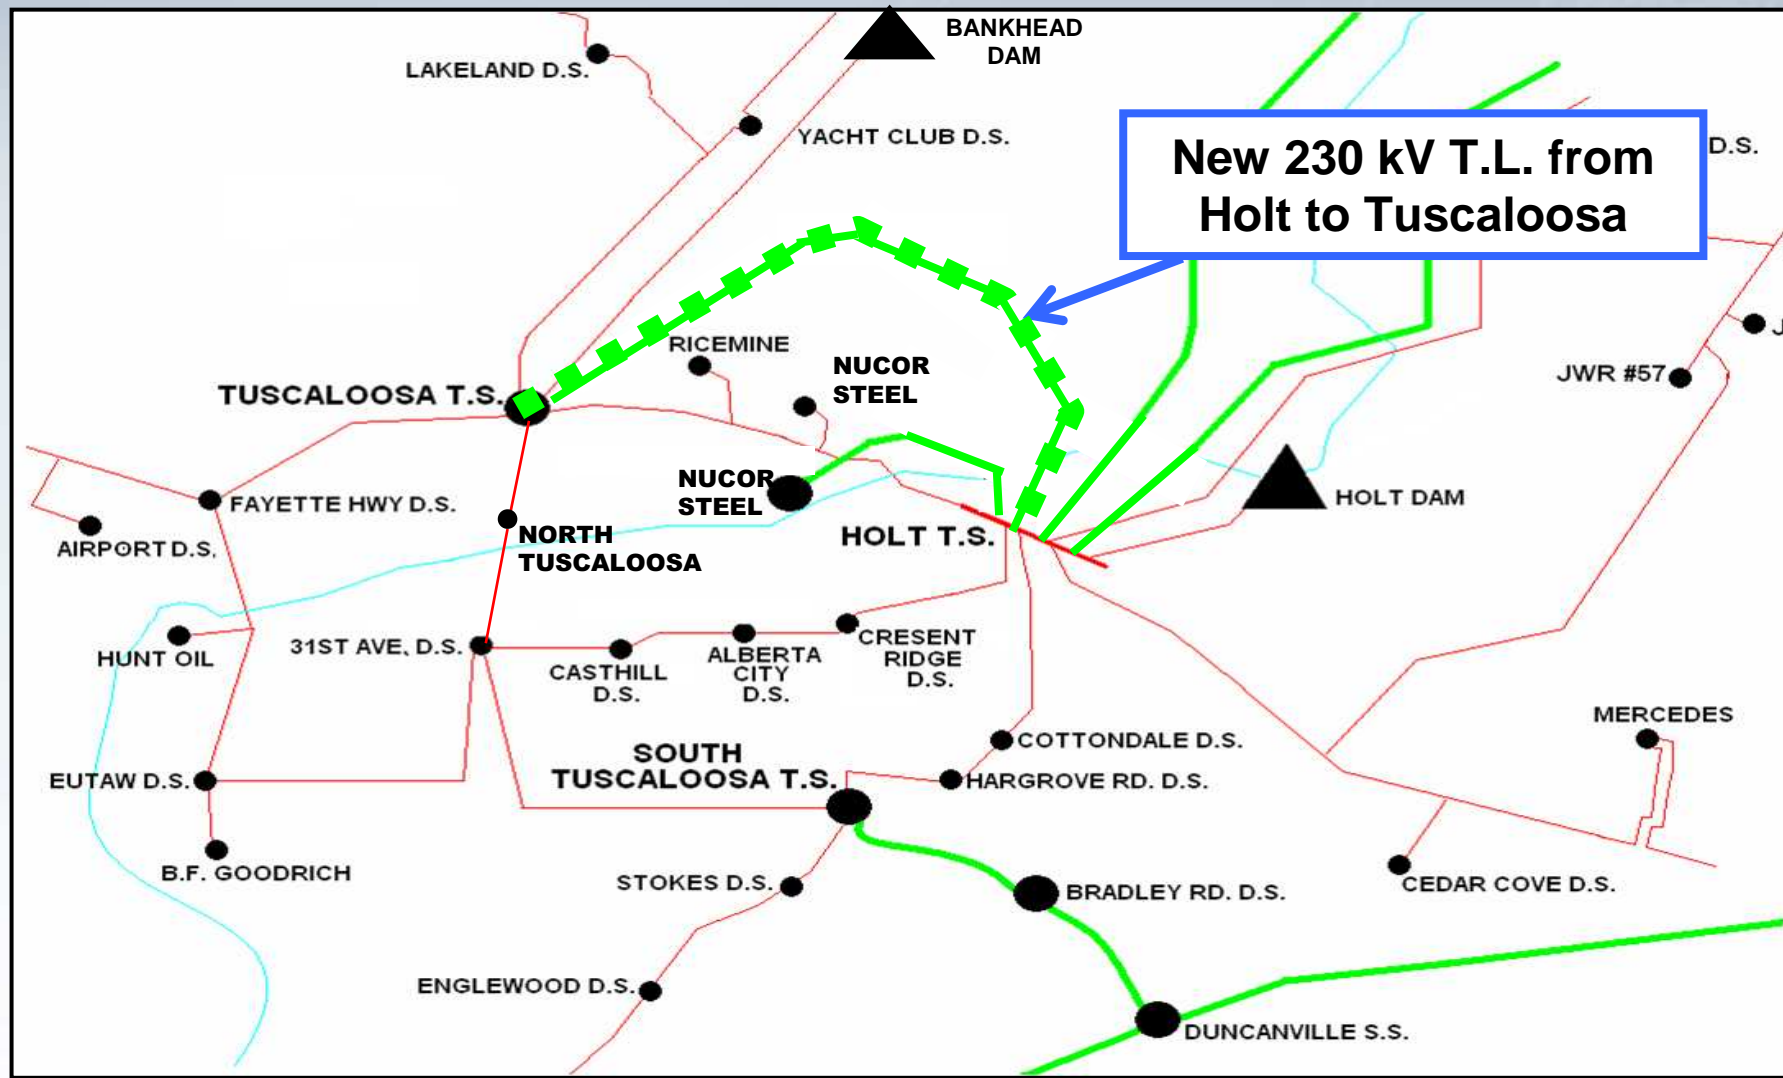 BANKHEAD
DAM
LAKELAND D.S.
YACHT CLUB D.S.
New 230 kV T.L. from
Holt to Tuscaloosa
D.S.
RICEMINE
NUCOR
STEEL
TUSCALOOSA T.S.
JWR #57
J
NUCOR
STEEL
HOLT DAM
FAYETTE HWY D.S.
AIRPORT D.S.
NORTH
TUSCALOOSA
HOLT T.S.
HUNT OIL
31ST AVE, D.S.
CASTHILL
D.S.
ALBERTA
CITY
D.S.
CRESENT
RIDGE
D.S.
MERCEDES
COTTONDALE D.S.
SOUTH
TUSCALOOSA T.S.
EUTAW D.S.
HARGROVE RD. D.S.
B.F. GOODRICH
STOKES D.S.
BRADLEY RD. D.S.
CEDAR COVE D.S.
ENGLEWOOD D.S.
DUNCANVILLE S.S.